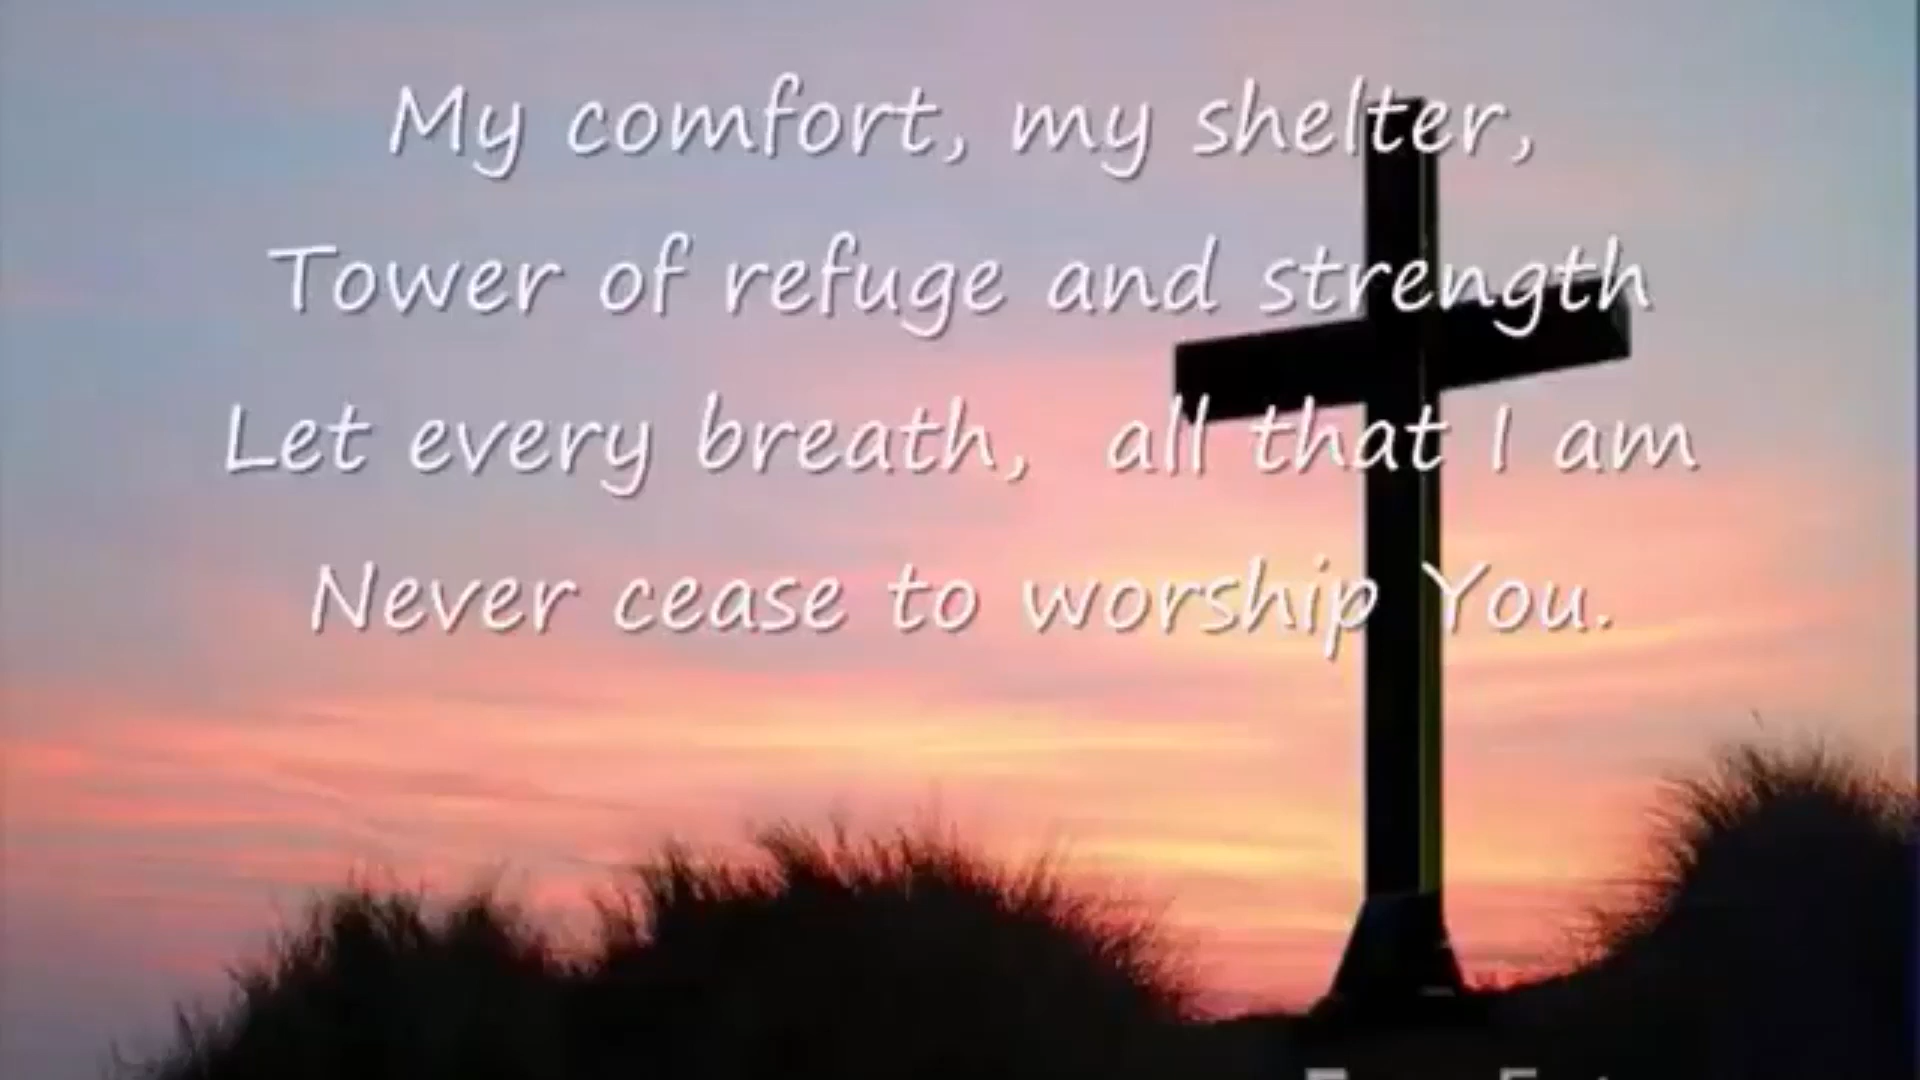 My comfort, my shelter,
Tower of refuge and strength
Let every breath, all that I am
Never cease to worship You.